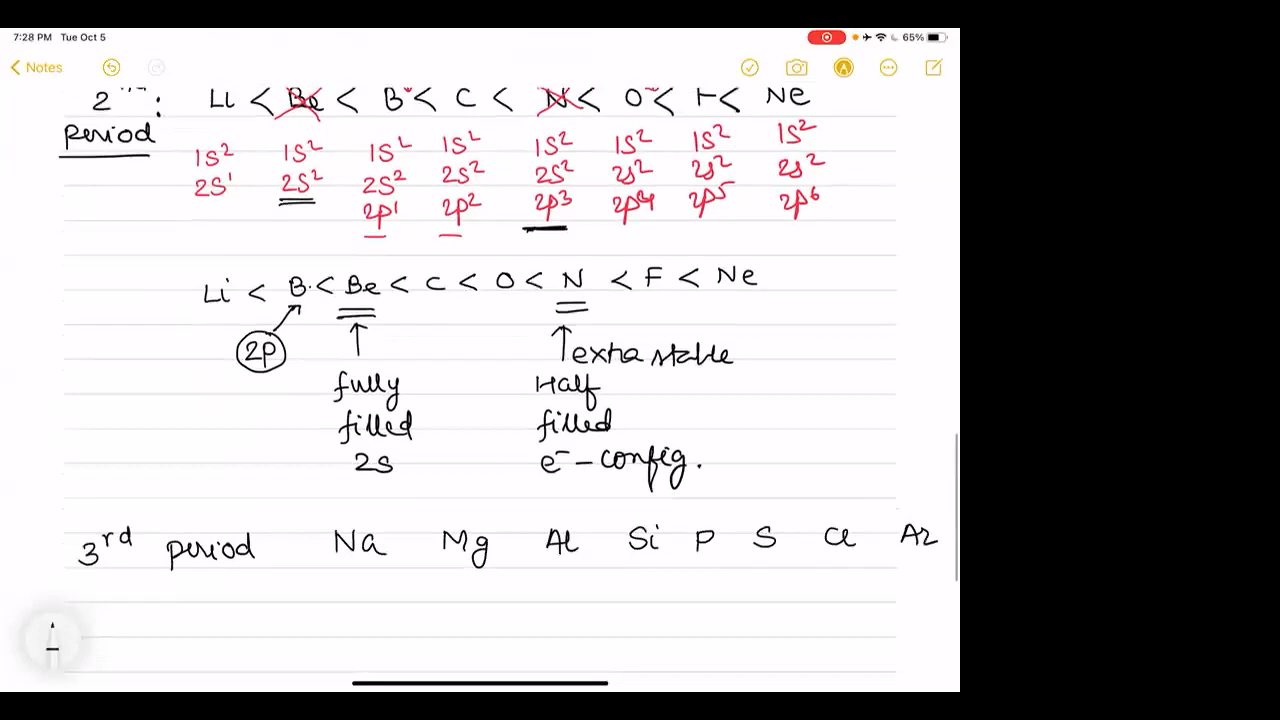 7:28 PM Tue Oct 5 65%
Notes
2nd : Li < Be < B < C < N < O < F < Ne
Period
1s² 1s² 1s² 1s² 1s² 1s² 1s² 1s²
2s¹ 2s² 2s² 2s² 2s² 2s² 2s² 2s²
2p¹ 2p² 2p³ 2p⁴ 2p⁵ 2p⁶
Li < B < Be < C < O < N < F < Ne
2p
extra stable
fully Half
filled filled
2s e⁻ - config.
3rd period Na Mg Al Si P S Cl Ar